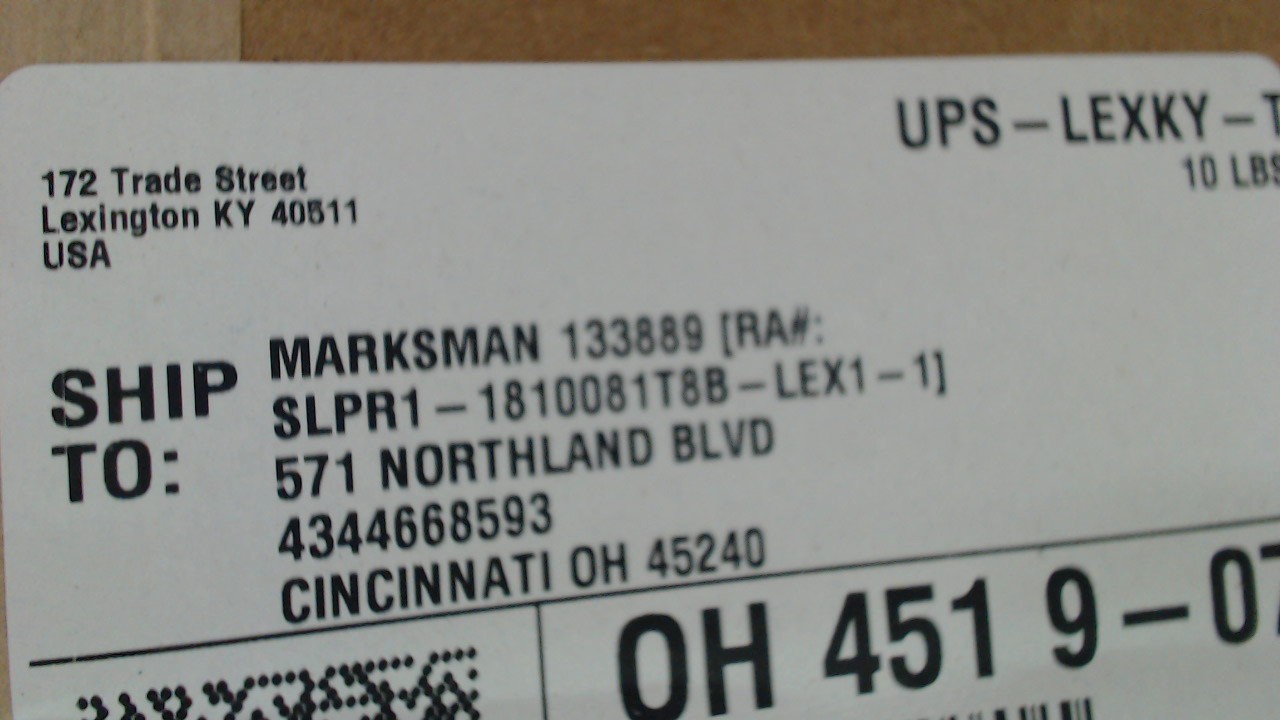 UPS – LEXKY – T
10 LBS
172 Trade Street
Lexington KY 40511
USA
SHIP TO:
MARKSMAN 133889 [RA#:
SLPR1 – 1810081T8B – LEX1 – 1]
571 NORTHLAND BLVD
4344668593
CINCINNATI OH 45240
OH 451 9 – 07